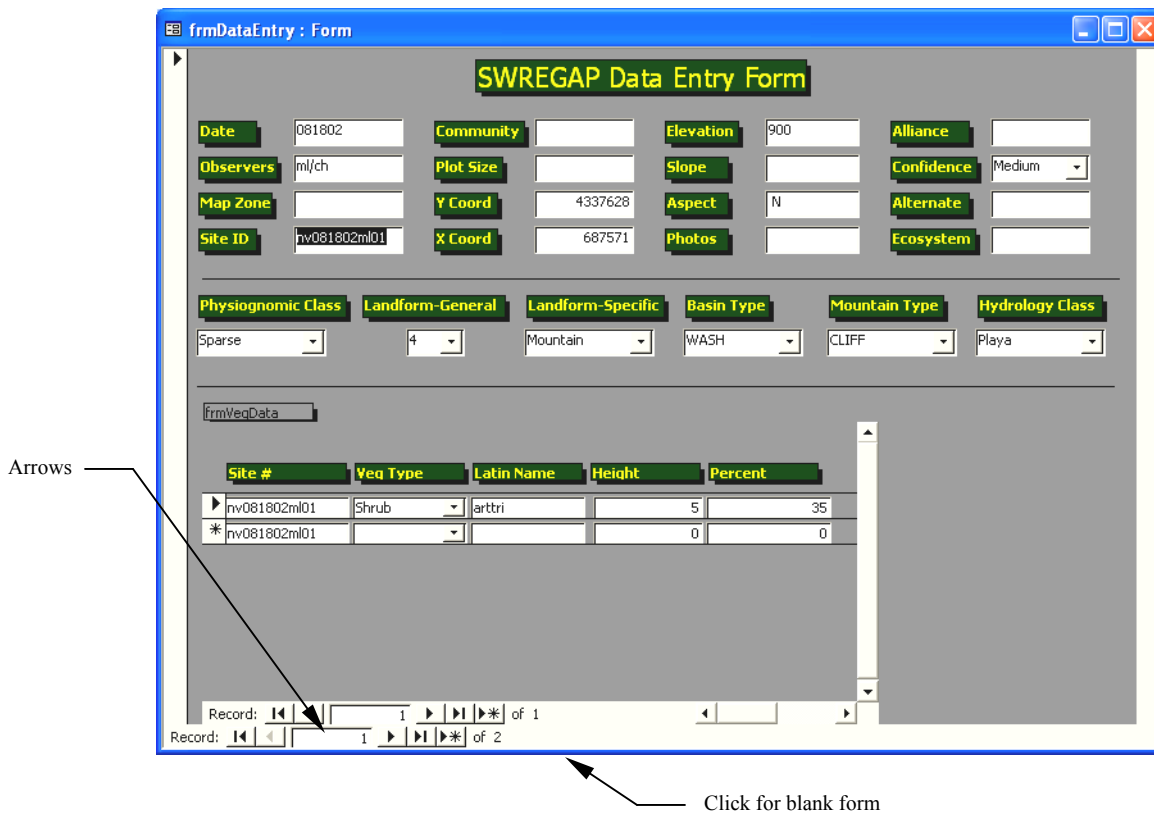 frmDataEntry : Form
SWREGAP Data Entry Form
Date 081802 Community Elevation 900 Alliance
Observers ml/ch Plot Size Slope Confidence Medium
Map Zone Y Coord 4337628 Aspect N Alternate
Site ID nv081802ml01 X Coord 687571 Photos Ecosystem
Physiognomic Class Landform-General Landform-Specific Basin Type Mountain Type Hydrology Class
Sparse 4 Mountain WASH CLIFF Playa
frmVegData
Arrows
Site # Veg Type Latin Name Height Percent
nv081802ml01 Shrub arttri 5 35
nv081802ml01 0 0
Record: 1 of 1
Record: 1 of 2
Click for blank form